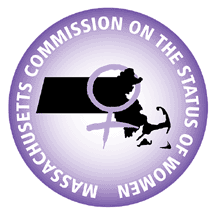 MASSACHUSETTS COMMISSION ON THE STATUS OF WOMEN